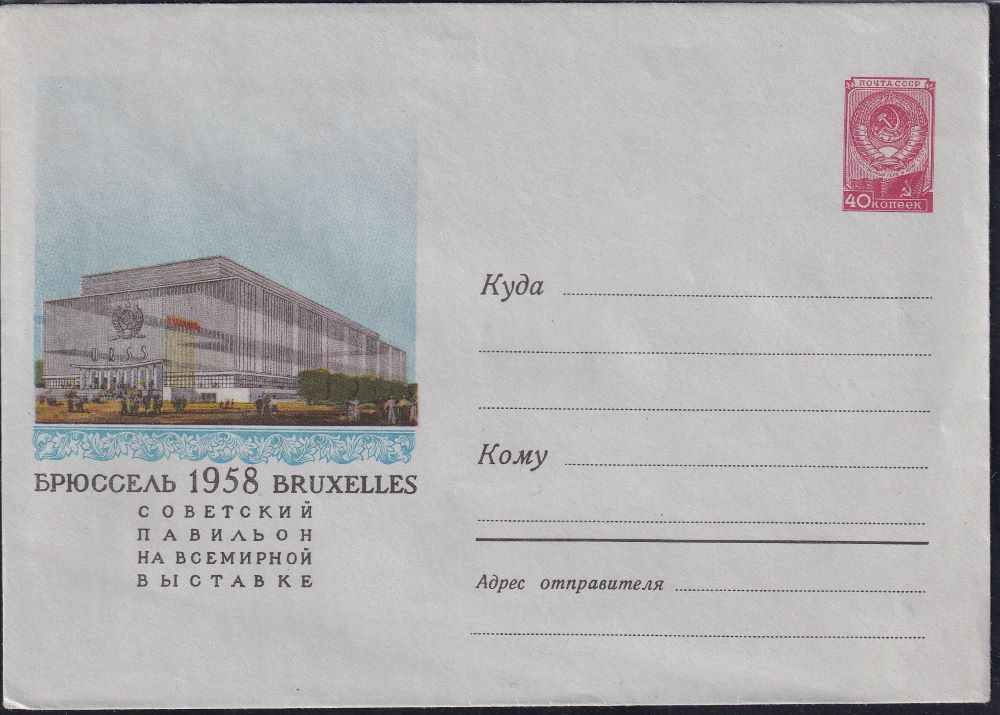 ПОЧТА СССР
40 КОПЕЕК
URSS
БРЮССЕЛЬ 1958 BRUXELLES
СОВЕТСКИЙ
ПАВИЛЬОН
НА ВСЕМИРНОЙ
ВЫСТАВКЕ
Куда
Кому
Адрес отправителя